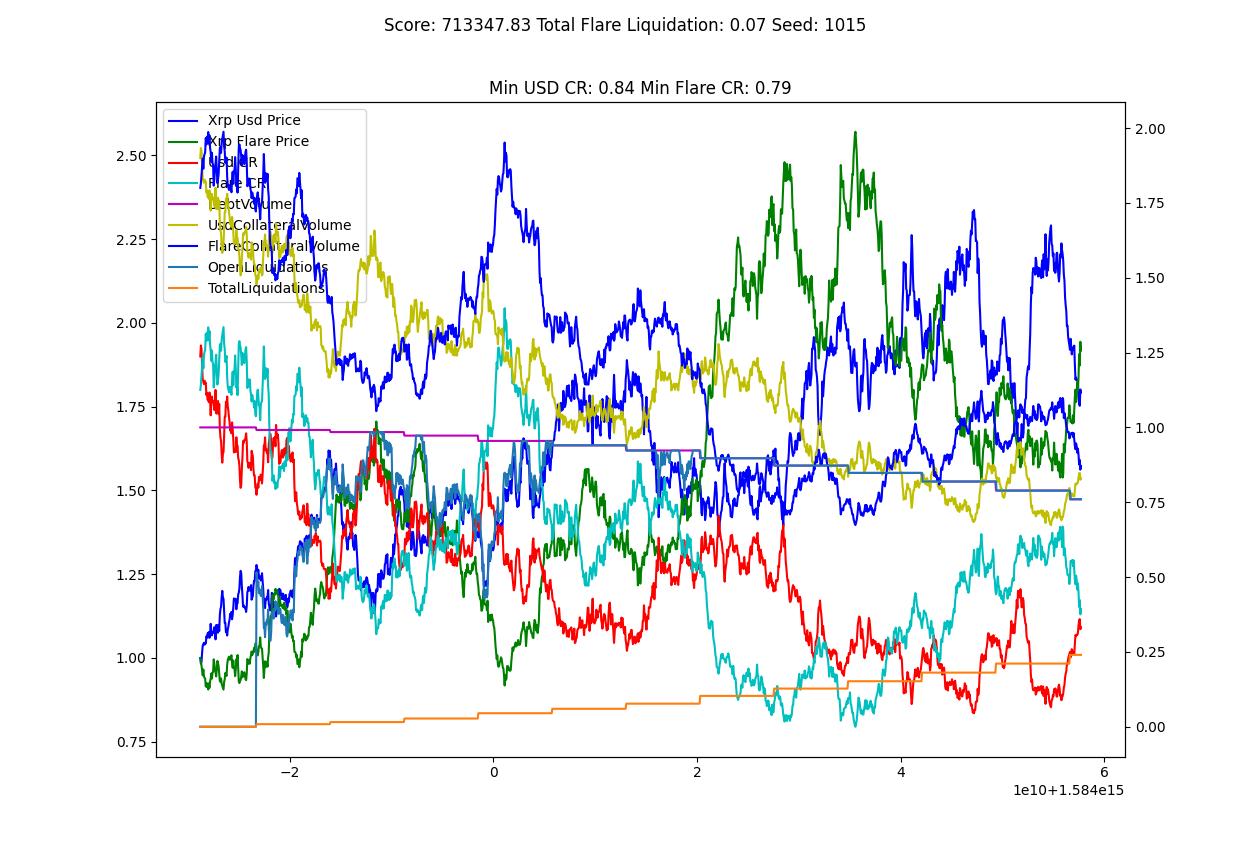 Score: 713347.83 Total Flare Liquidation: 0.07 Seed: 1015
Min USD CR: 0.84 Min Flare CR: 0.79
Xrp Usd Price
Xrp Flare Price
Usd CR
Flare CR
DebtVolume
UsdCollateralVolume
FlareCollateralVolume
OpenLiquidations
TotalLiquidations
2.50
2.25
2.00
1.75
1.50
1.25
1.00
0.75
2.00
1.75
1.50
1.25
1.00
0.75
0.50
0.25
0.00
−2 0 2 4 6
1e10+1.584e15